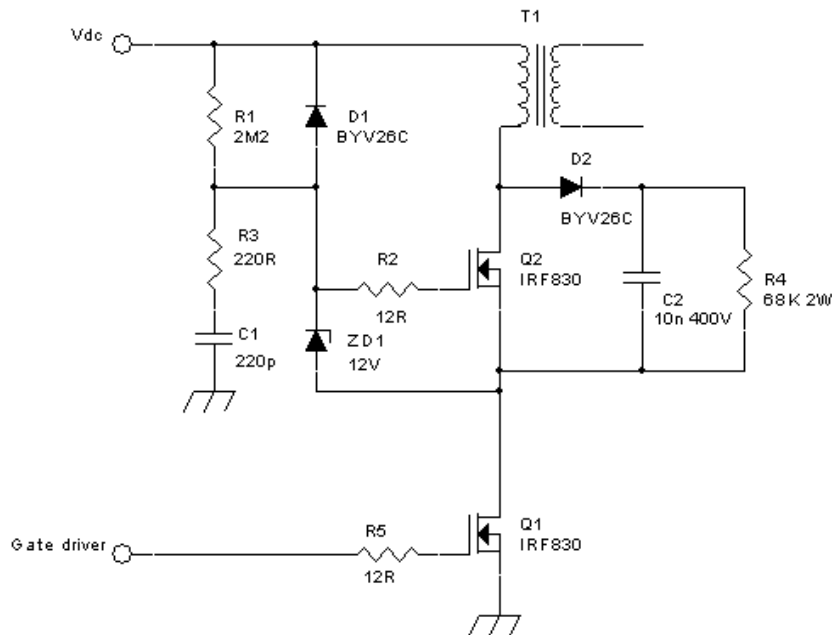 T1
Vdc
R1
2M2
D1
BYV26C
D2
BYV26C
R3
220R
R2
12R
Q2
IRF830
C2
10n 400V
R4
68K 2W
C1
220p
ZD1
12V
Gate driver
R5
12R
Q1
IRF830